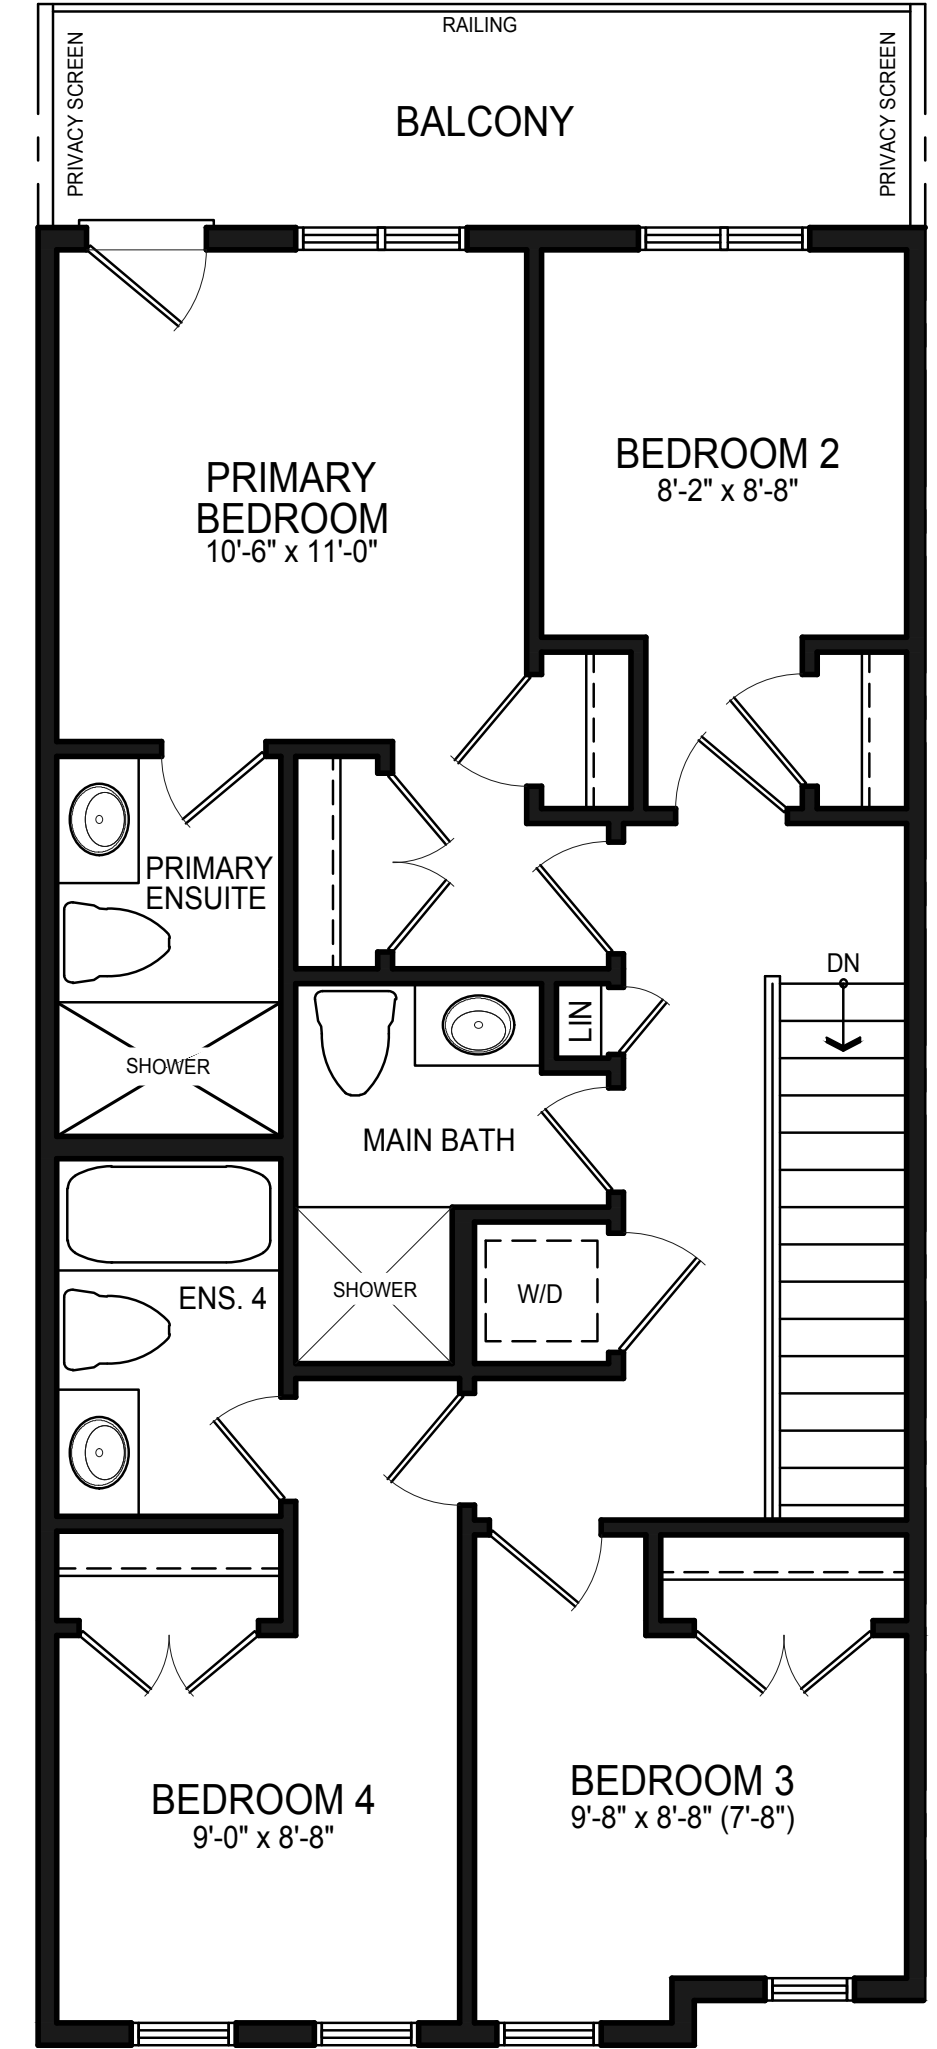 RAILING
PRIVACY SCREEN
PRIVACY SCREEN
BALCONY
PRIMARY
BEDROOM
10'-6" x 11'-0"
BEDROOM 2
8'-2" x 8'-8"
PRIMARY
ENSUITE
DN
LIN
SHOWER
MAIN BATH
ENS. 4
SHOWER
W/D
BEDROOM 4
9'-0" x 8'-8"
BEDROOM 3
9'-8" x 8'-8" (7'-8")